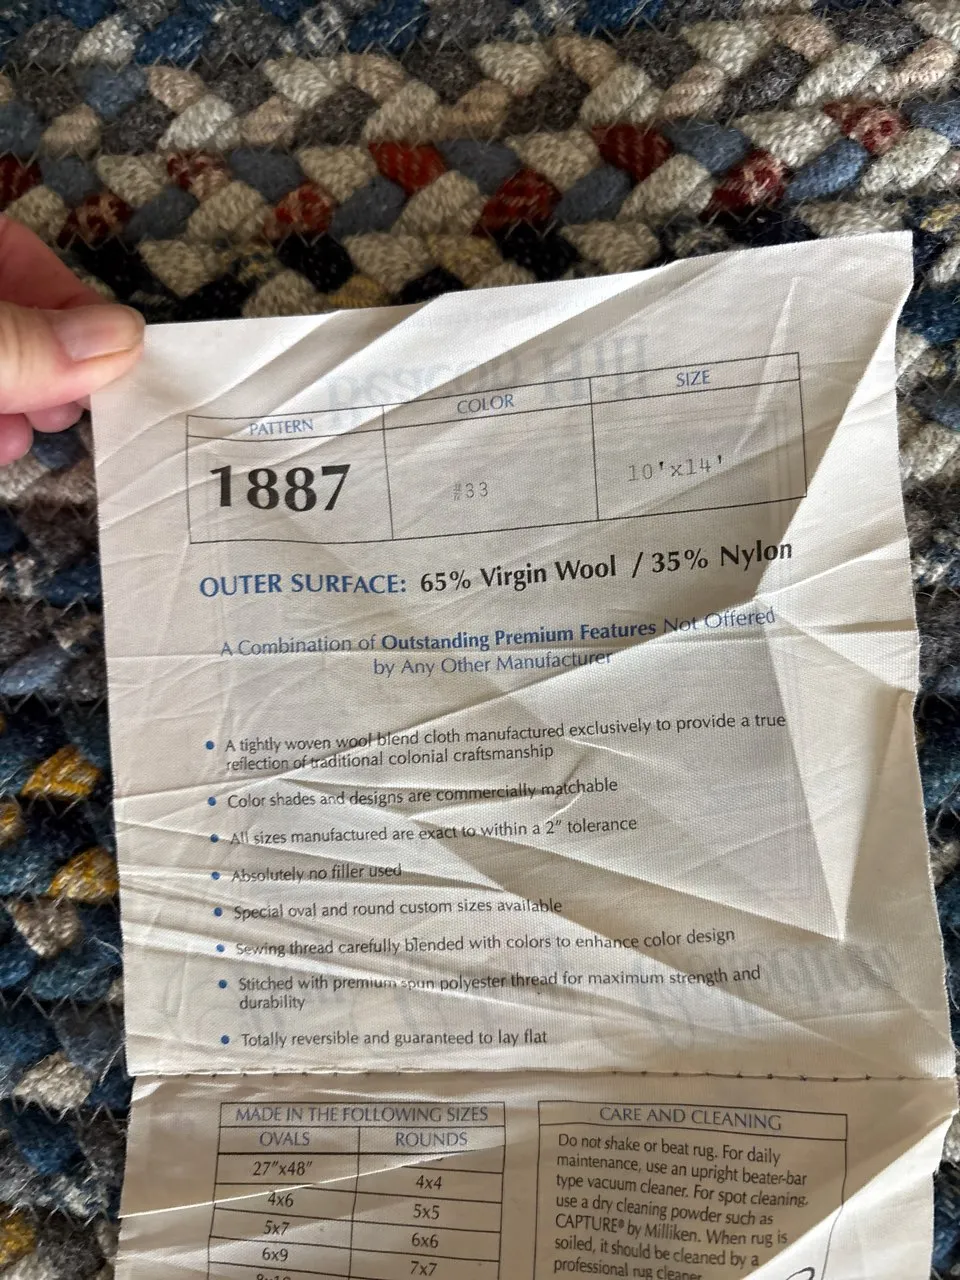 PATTERN COLOR SIZE
1887 #33 10'x14'
OUTER SURFACE: 65% Virgin Wool / 35% Nylon
A Combination of Outstanding Premium Features Not Offered
by Any Other Manufacturer
• A tightly woven wool blend cloth manufactured exclusively to provide a true
reflection of traditional colonial craftsmanship
• Color shades and designs are commercially matchable
• All sizes manufactured are exact to within a 2" tolerance
• Absolutely no filler used
• Special oval and round custom sizes available
• Sewing thread carefully blended with colors to enhance color design
• Stitched with premium spun polyester thread for maximum strength and
durability
• Totally reversible and guaranteed to lay flat
MADE IN THE FOLLOWING SIZES
OVALS ROUNDS
27"x48" 4x4
4x6 5x5
5x7 6x6
6x9 7x7
CARE AND CLEANING
Do not shake or beat rug. For daily
maintenance, use an upright beater-bar
type vacuum cleaner. For spot cleaning,
use a dry cleaning powder such as
CAPTURE® by Milliken. When rug is
soiled, it should be cleaned by a
professional rug cleaner